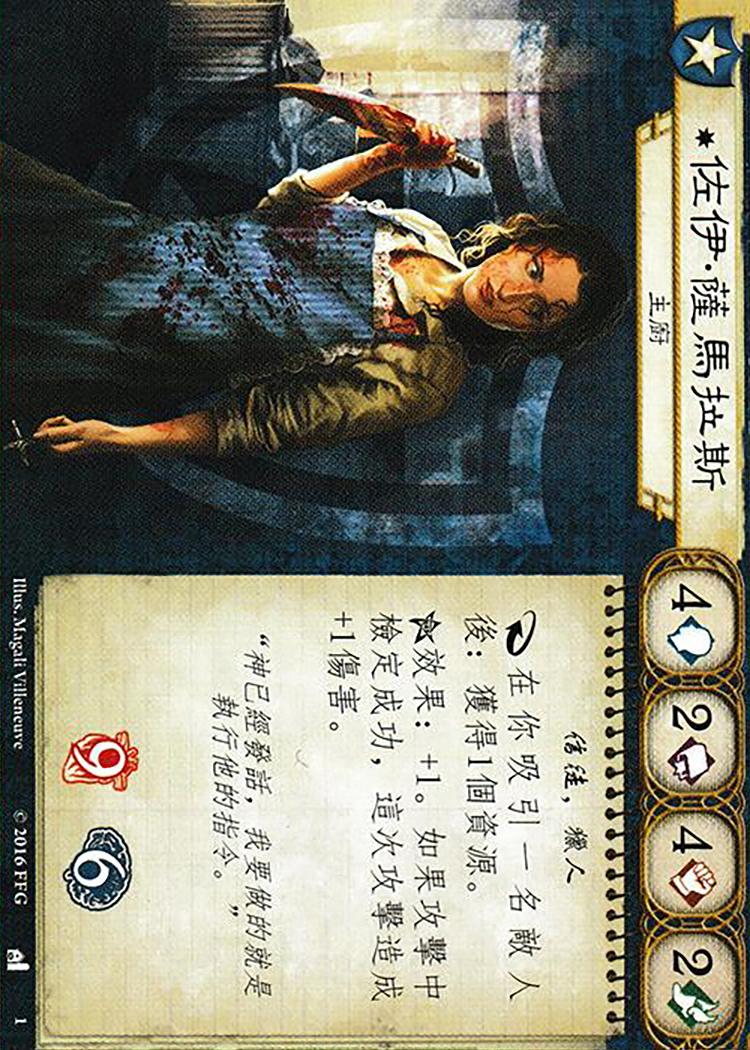 佐伊·薩馬拉斯
主廚
4 2 4 2
信徒，獵人
在你吸引一名敵人
後：獲得1個資源。
效果：+1。如果攻擊中
檢定成功，這次攻擊造成
+1傷害。
“神已經發話，我要做的就是
執行他的指令。”
9 6
Illus. Magali Villeneuve
© 2016 FFG
1